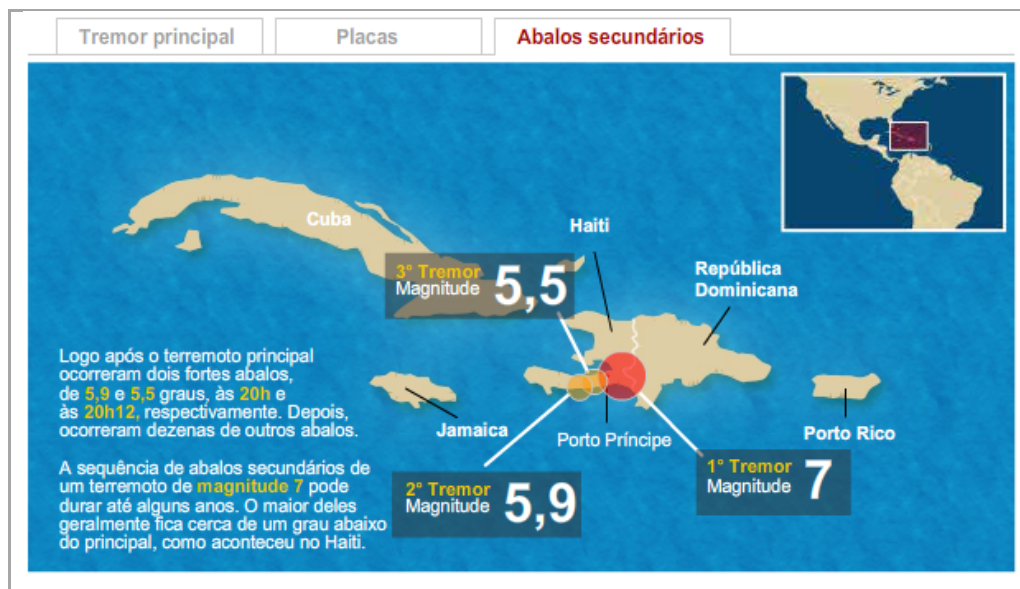 Tremor principal
Placas
Abalos secundários
Cuba
Haiti
3° Tremor
Magnitude
5,5
República
Dominicana
Logo após o terremoto principal
ocorreram dois fortes abalos,
de 5,9 e 5,5 graus, às 20h e
às 20h12, respectivamente. Depois,
ocorreram dezenas de outros abalos.
Jamaica
Porto Príncipe
Porto Rico
A sequência de abalos secundários de
um terremoto de magnitude 7 pode
durar até alguns anos. O maior deles
geralmente fica cerca de um grau abaixo
do principal, como aconteceu no Haiti.
2° Tremor
Magnitude
5,9
1° Tremor
Magnitude
7